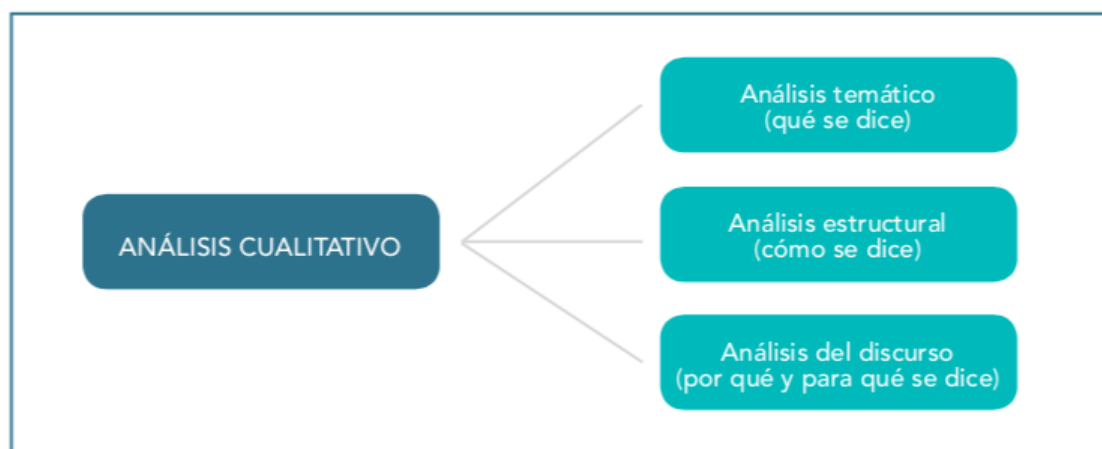 Análisis temático
(qué se dice)
ANÁLISIS CUALITATIVO
Análisis estructural
(cómo se dice)
Análisis del discurso
(por qué y para qué se dice)